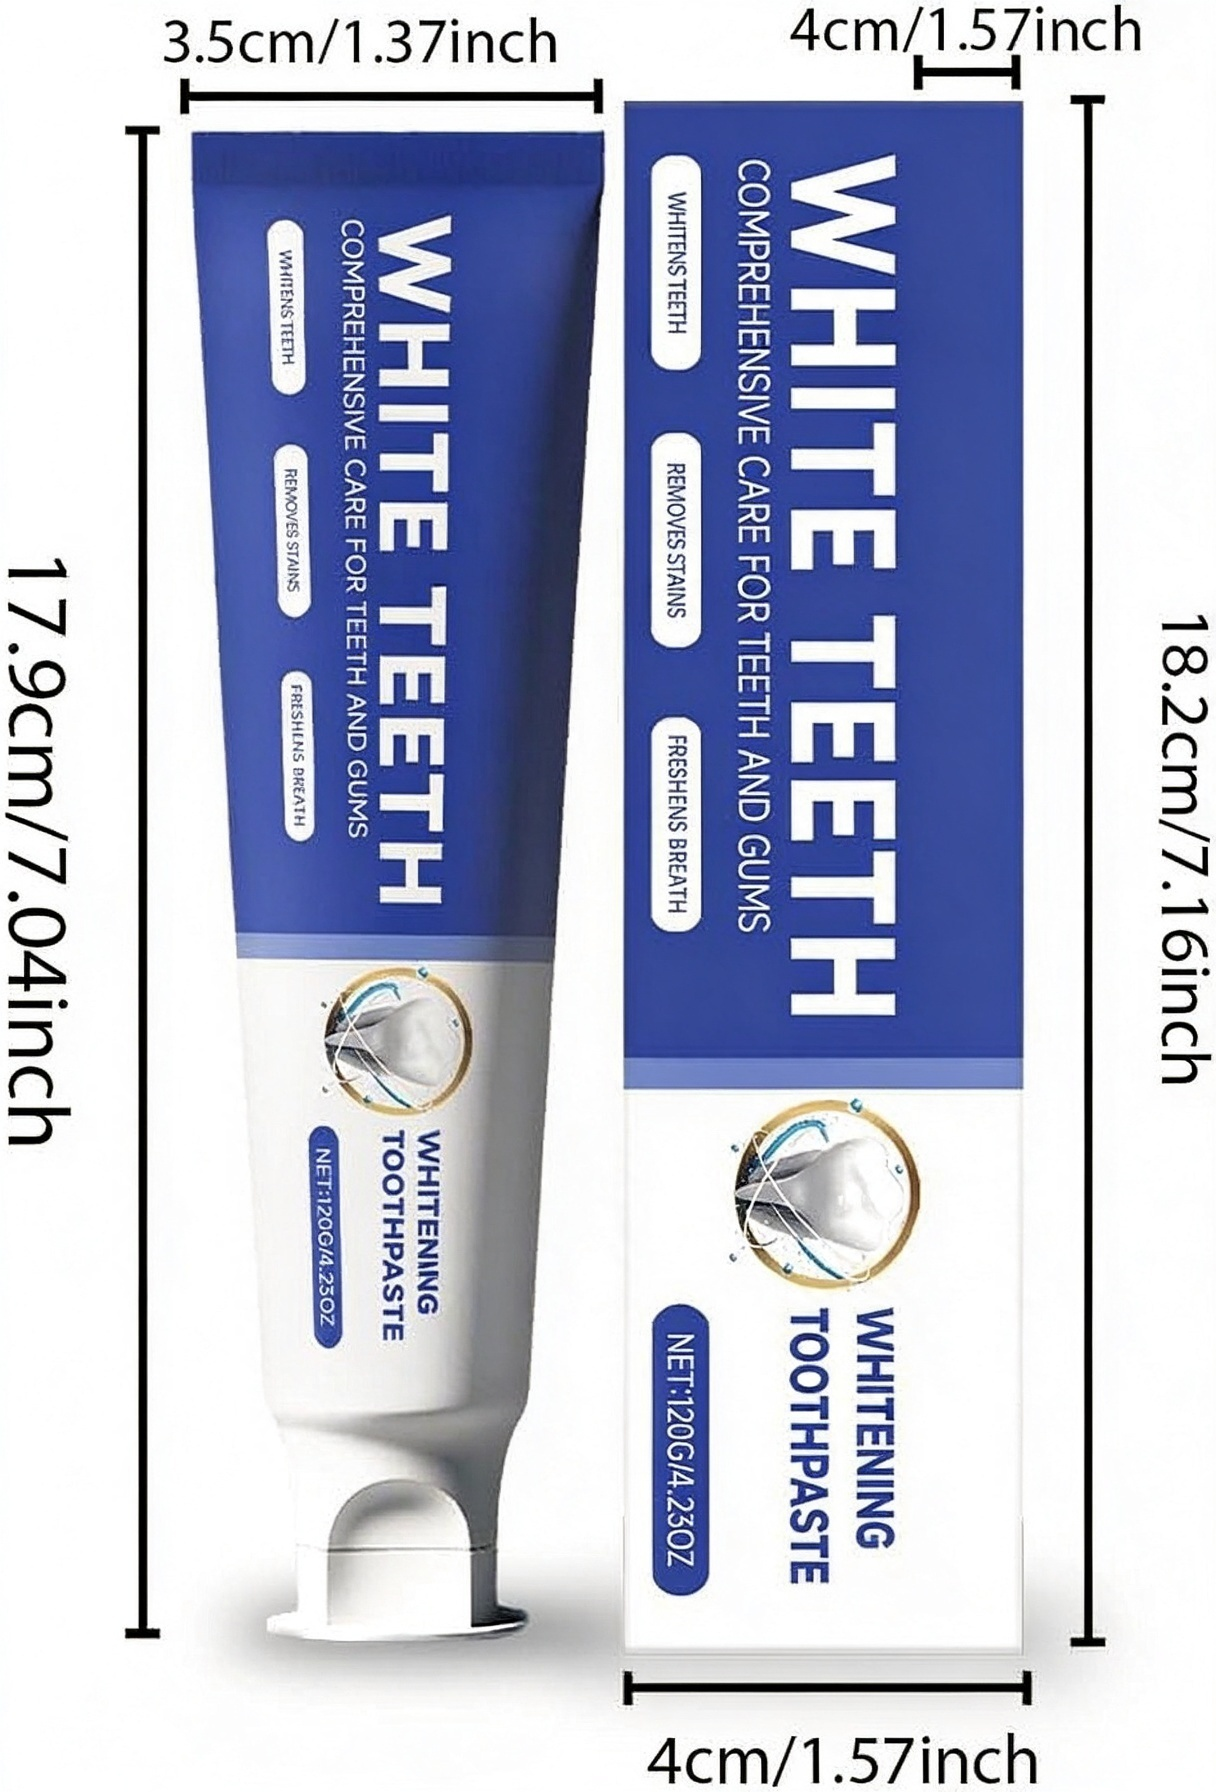 3.5cm/1.37inch
4cm/1.57inch
17.9cm/7.04inch
WHITE TEETH
COMPREHENSIVE CARE FOR TEETH AND GUMS
WHITENS TEETH
REMOVES STAINS
FRESHENS BREATH
WHITENING
TOOTHPASTE
NET:120G/4.23OZ
WHITE TEETH
COMPREHENSIVE CARE FOR TEETH AND GUMS
WHITENS TEETH
REMOVES STAINS
FRESHENS BREATH
WHITENING
TOOTHPASTE
NET:120G/4.23OZ
18.2cm/7.16inch
4cm/1.57inch